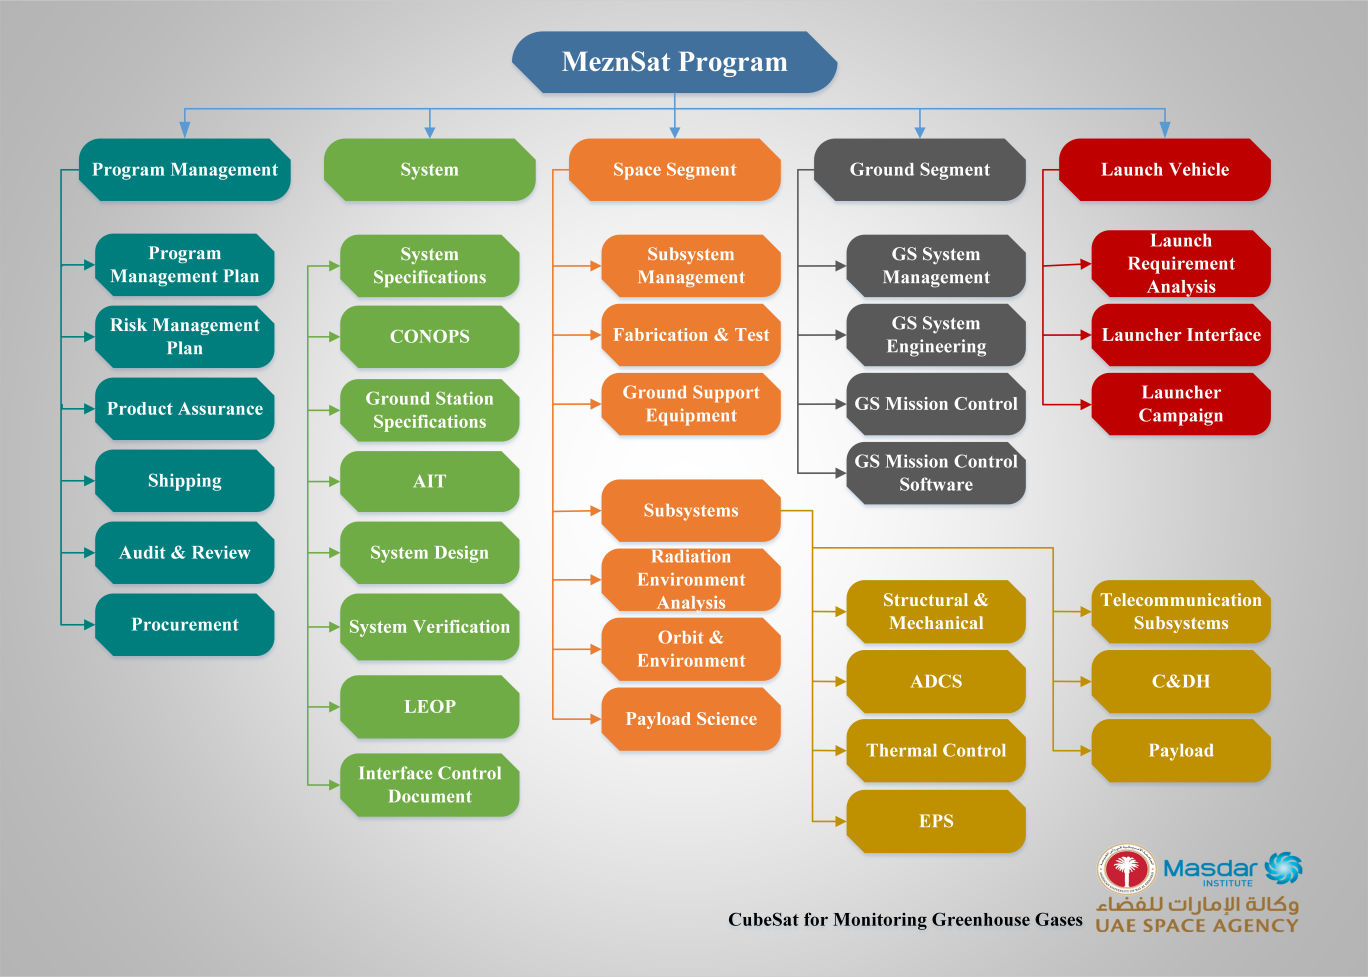 MeznSat Program
Program Management
Program
Management Plan
Risk Management
Plan
Product Assurance
Shipping
Audit & Review
Procurement
System
System
Specifications
CONOPS
Ground Station
Specifications
AIT
System Design
System Verification
LEOP
Interface Control
Document
Space Segment
Subsystem
Management
Fabrication & Test
Ground Support
Equipment
Subsystems
Radiation
Environment
Analysis
Orbit &
Environment
Payload Science
Structural &
Mechanical
ADCS
Thermal Control
EPS
Telecommunication
Subsystems
C&DH
Payload
Ground Segment
GS System
Management
GS System
Engineering
GS Mission Control
GS Mission Control
Software
Launch Vehicle
Launch
Requirement
Analysis
Launcher Interface
Launcher
Campaign
CubeSat for Monitoring Greenhouse Gases
Masdar
INSTITUTE
وكالة الإمارات للفضاء
UAE SPACE AGENCY